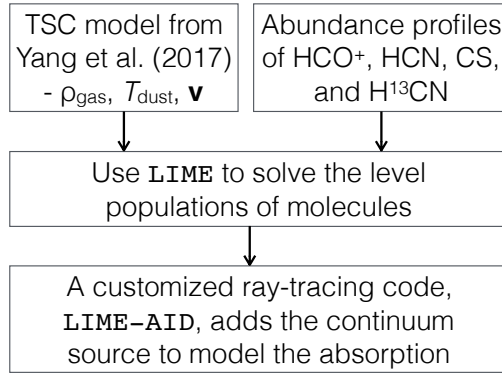 TSC model from
Yang et al. (2017)
- ρgas, Tdust, v
Abundance profiles
of HCO⁺, HCN, CS,
and H¹³CN
Use LIME to solve the level
populations of molecules
A customized ray-tracing code,
LIME-AID, adds the continuum
source to model the absorption